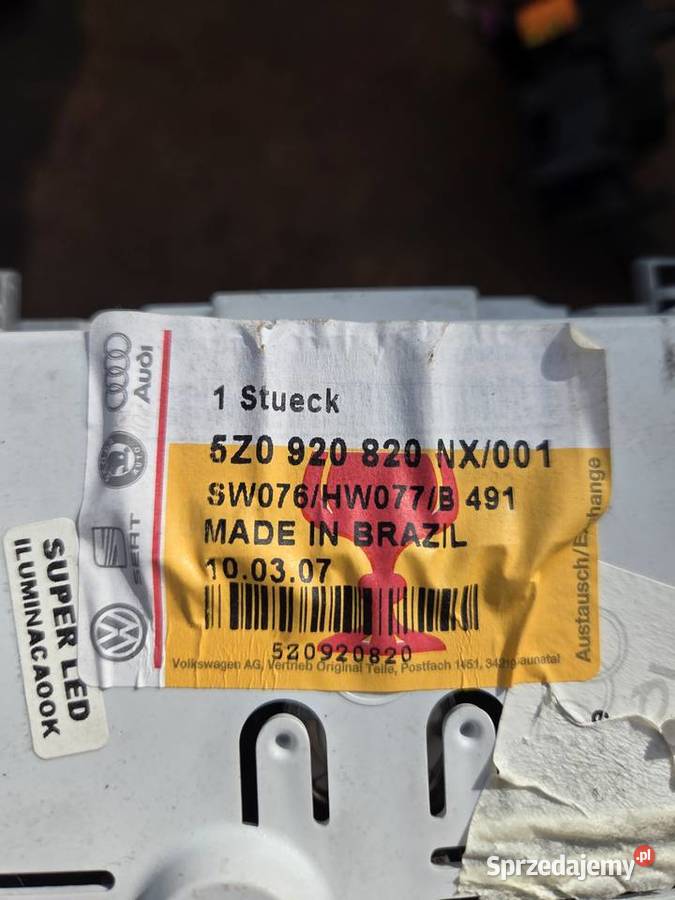 Audi
SEAT
1 Stueck
5Z0 920 820 NX/001
SW076/HW077/B 491
MADE IN BRAZIL
10.03.07
5Z0920820
Volkswagen AG, Vertrieb Original Teile, Postfach 1451,
Austausch/Exchange
SUPER LED
ILUMINACAOOK
Sprzedajemy.pl